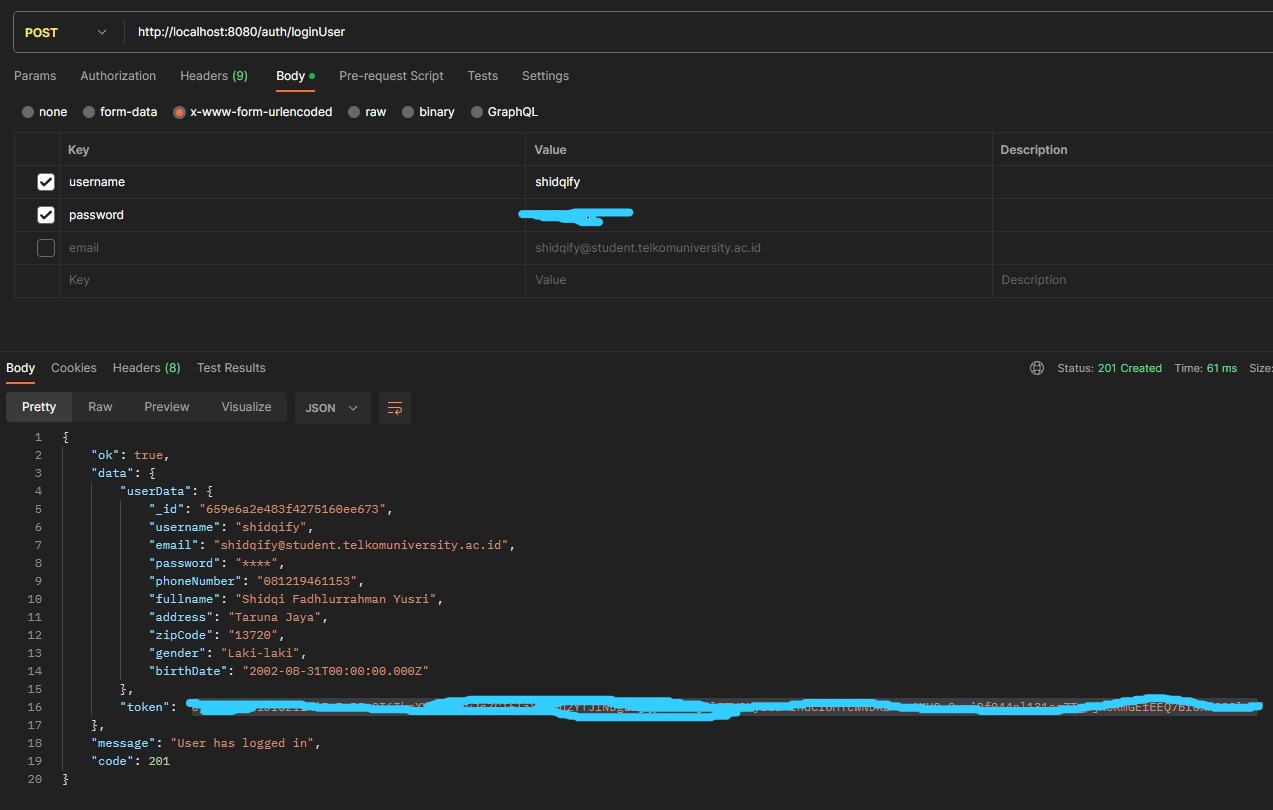 POST http://localhost:8080/auth/loginUser
Params Authorization Headers (9) Body Pre-request Script Tests Settings
none form-data x-www-form-urlencoded raw binary GraphQL
Key Value Description
username shidqify
password
email shidqify@student.telkomuniversity.ac.id
Key Value Description
Body Cookies Headers (8) Test Results Status: 201 Created Time: 61 ms Size:
Pretty Raw Preview Visualize JSON
1 {
2 "ok": true,
3 "data": {
4 "userData": {
5 "_id": "659e6a2e483f4275160ee673",
6 "username": "shidqify",
7 "email": "shidqify@student.telkomuniversity.ac.id",
8 "password": "****",
9 "phoneNumber": "081219461153",
10 "fullname": "Shidqi Fadhlurrahman Yusri",
11 "address": "Taruna Jaya",
12 "zipCode": "13720",
13 "gender": "Laki-laki",
14 "birthDate": "2002-08-31T00:00:00.000Z"
15 },
16 "token":
17 },
18 "message": "User has logged in",
19 "code": 201
20 }